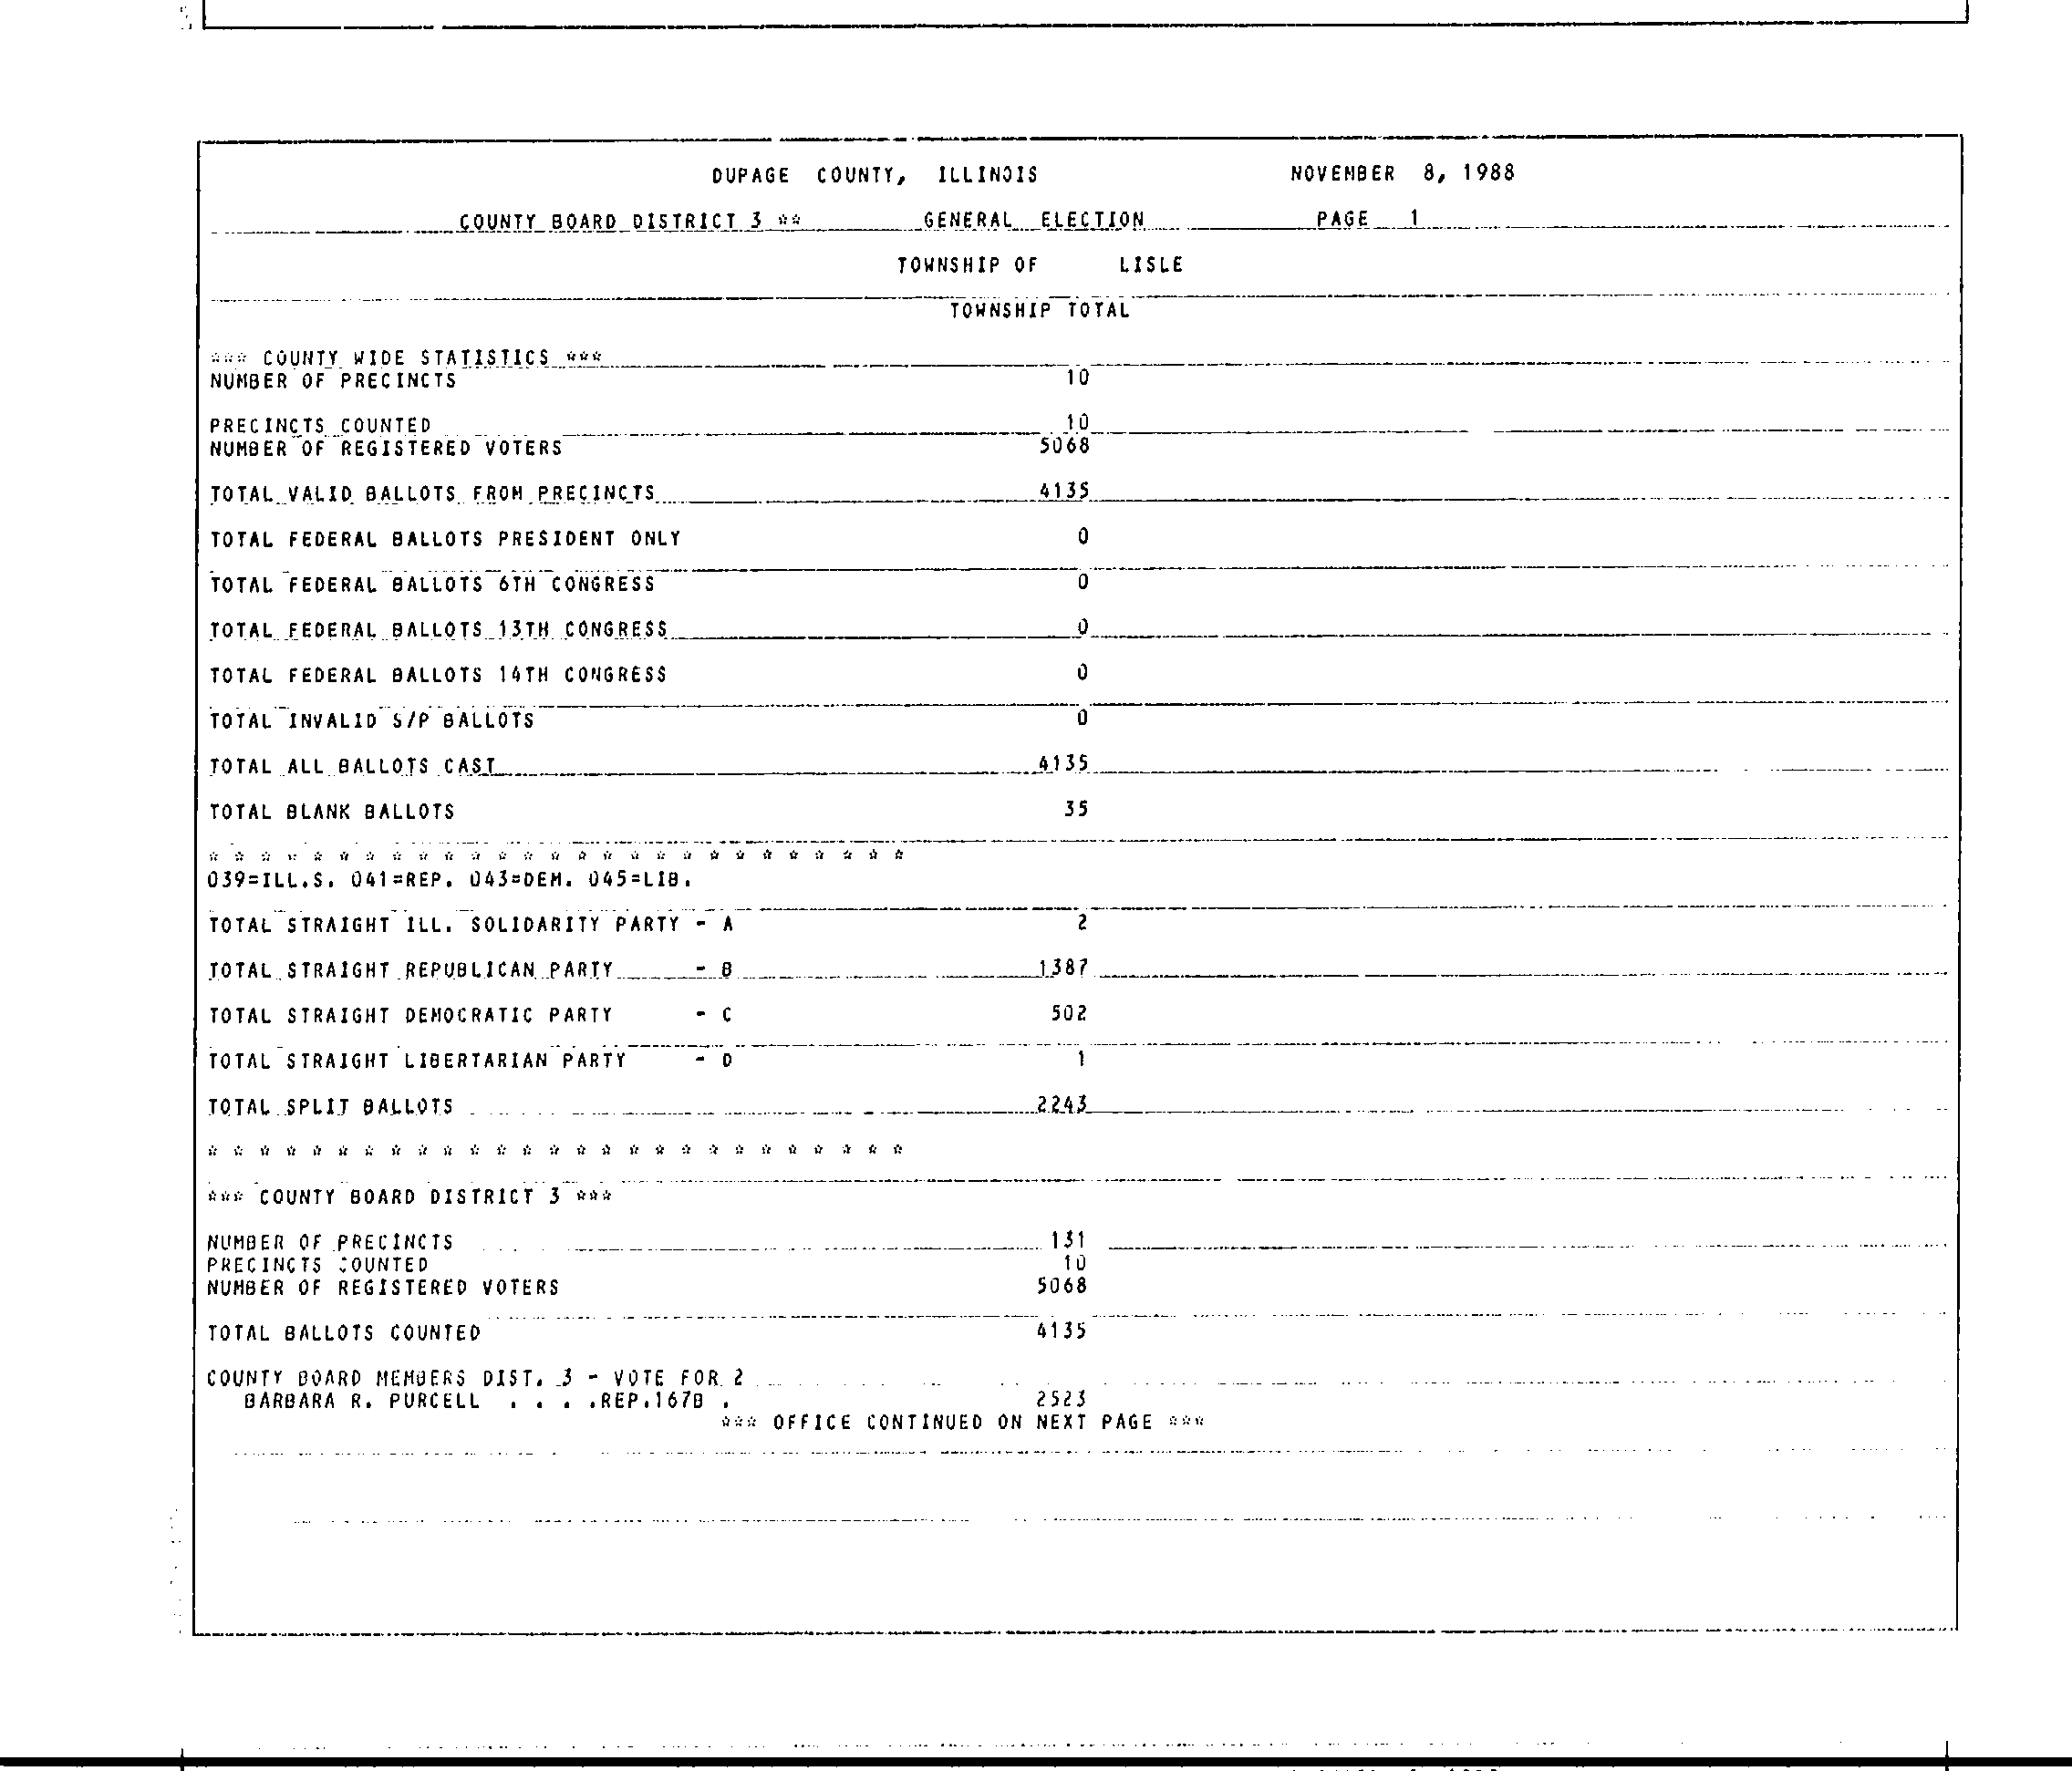 DUPAGE COUNTY, ILLINOIS NOVEMBER 8, 1988
COUNTY BOARD DISTRICT 3 ** GENERAL ELECTION PAGE 1
TOWNSHIP OF LISLE
TOWNSHIP TOTAL
*** COUNTY WIDE STATISTICS ***
NUMBER OF PRECINCTS 10
PRECINCTS COUNTED 10
NUMBER OF REGISTERED VOTERS 5068
TOTAL VALID BALLOTS FROM PRECINCTS 4135
TOTAL FEDERAL BALLOTS PRESIDENT ONLY 0
TOTAL FEDERAL BALLOTS 6TH CONGRESS 0
TOTAL FEDERAL BALLOTS 13TH CONGRESS 0
TOTAL FEDERAL BALLOTS 14TH CONGRESS 0
TOTAL INVALID S/P BALLOTS 0
TOTAL ALL BALLOTS CAST 4135
TOTAL BLANK BALLOTS 35
* * * * * * * * * * * * * * * * * * * * * * * * * * *
039=ILL.S. 041=REP. 043=DEM. 045=LIB.
TOTAL STRAIGHT ILL. SOLIDARITY PARTY - A 2
TOTAL STRAIGHT REPUBLICAN PARTY - B 1387
TOTAL STRAIGHT DEMOCRATIC PARTY - C 502
TOTAL STRAIGHT LIBERTARIAN PARTY - D 1
TOTAL SPLIT BALLOTS 2243
* * * * * * * * * * * * * * * * * * * * * * * * * * *
*** COUNTY BOARD DISTRICT 3 ***
NUMBER OF PRECINCTS 131
PRECINCTS COUNTED 10
NUMBER OF REGISTERED VOTERS 5068
TOTAL BALLOTS COUNTED 4135
COUNTY BOARD MEMBERS DIST. 3 - VOTE FOR 2
BARBARA R. PURCELL . . . .REP.167B . 2523
*** OFFICE CONTINUED ON NEXT PAGE ***